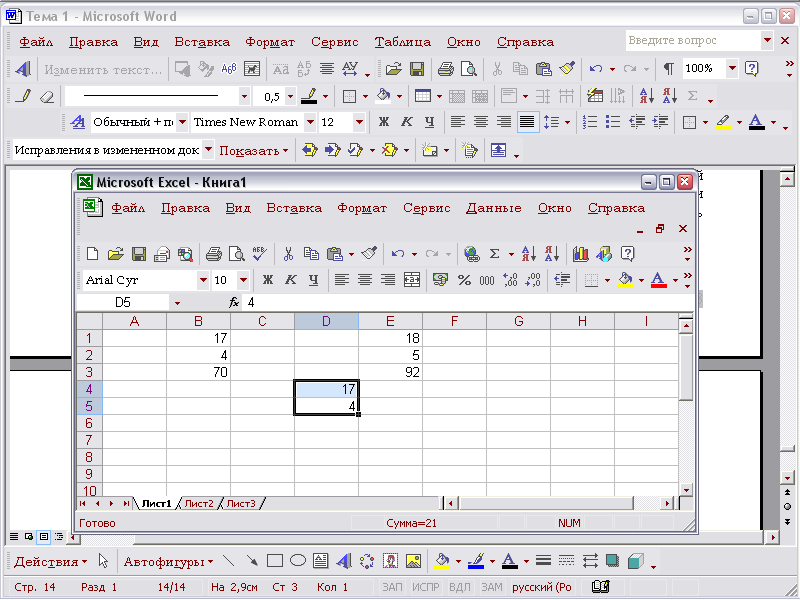 Тема 1 - Microsoft Word
Файл Правка Вид Вставка Формат Сервис Таблица Окно Справка Введите вопрос
Изменить текст... Aбў 100%
0,5
Обычный + по Times New Roman 12 Ж К Ч
Исправления в измененном док Показать
Microsoft Excel - Книга1
Файл Правка Вид Вставка Формат Сервис Данные Окно Справка
Arial Cyr 10 Ж К Ч % 000
D5 fx 4
A B C D E F G H I
1 17 18
2 4 5
3 70 92
4 17
5 4
6
7
8
9
10
Лист1 Лист2 Лист3
Готово Сумма=21 NUM
Действия Автофигуры
Стр. 14 Разд 1 14/14 На 2,9см Ст 3 Кол 1 ЗАП ИСПР ВДЛ ЗАМ русский (Ро